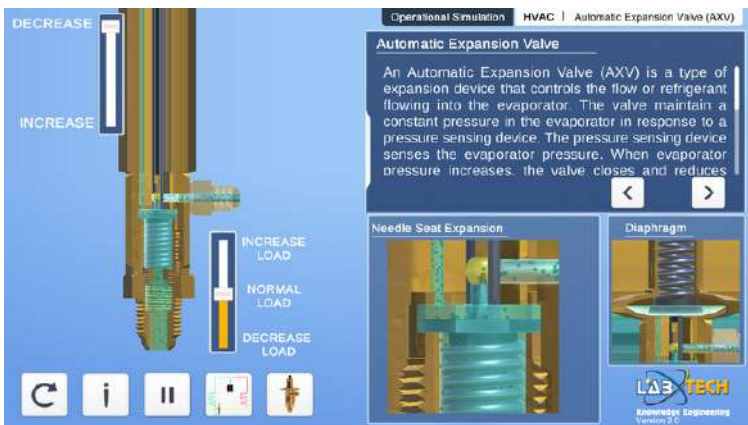 DECREASE
INCREASE
INCREASE
LOAD
NORMAL
LOAD
DECREASE
LOAD
Operational Simulation HVAC | Automatic Expansion Valve (AXV)
Automatic Expansion Valve
An Automatic Expansion Valve (AXV) is a type of
expansion device that controls the flow or refrigerant
flowing into the evaporator. The valve maintain a
constant pressure in the evaporator in response to a
pressure sensing device. The pressure sensing device
senses the evaporator pressure. When evaporator
pressure increases, the valve closes and reduces
Needle Seat Expansion
Diaphragm
LABTECH
Knowledge Engineering
Version 2.0